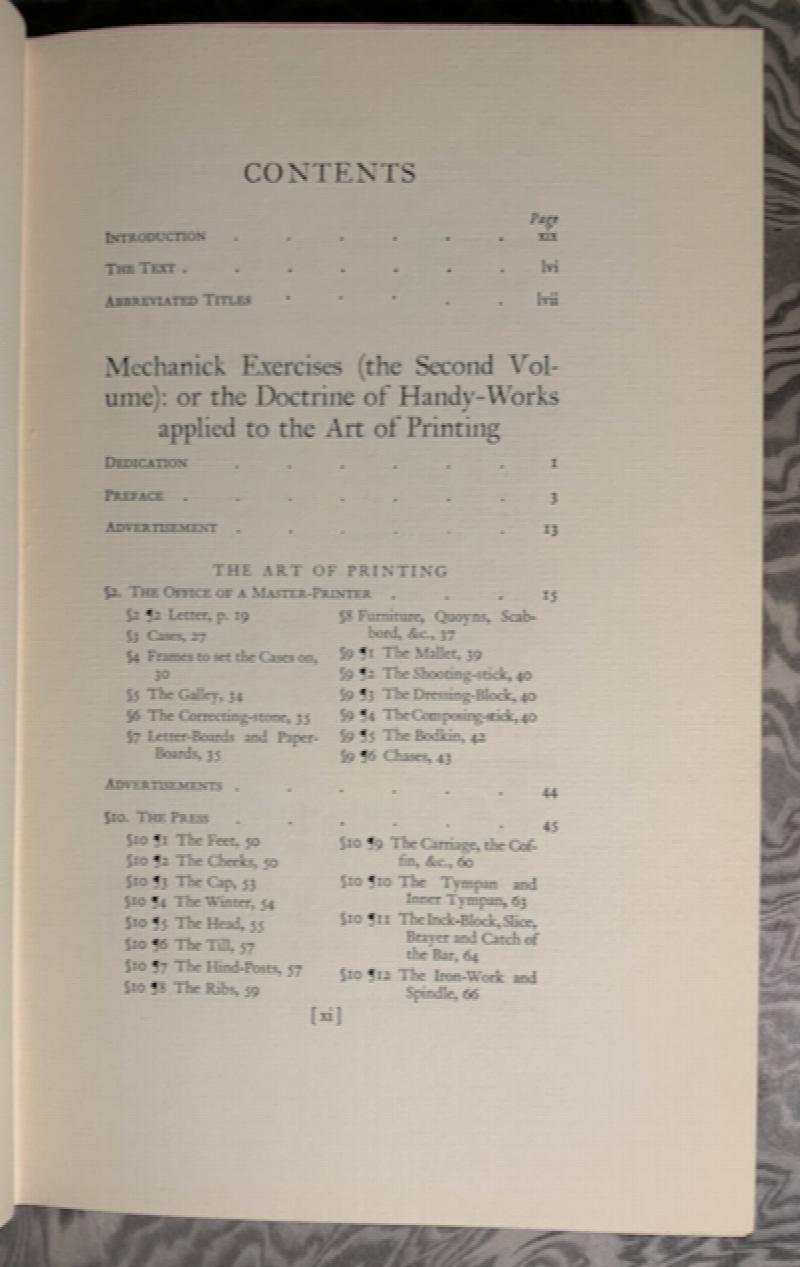 CONTENTS
Page
INTRODUCTION . . . . . . xix
THE TEXT . . . . . . . lvi
ABBREVIATED TITLES . . . . . lvii
Mechanick Exercises (the Second Vol-
ume): or the Doctrine of Handy-Works
applied to the Art of Printing
DEDICATION . . . . . . 1
PREFACE . . . . . . . 3
ADVERTISEMENT . . . . . . 13
THE ART OF PRINTING
§2. THE OFFICE OF A MASTER-PRINTER . . . 15
§2 ¶2 Letter, p. 19
§3 Cases, 27
§4 Frames to set the Cases on,
30
§5 The Galley, 34
§6 The Correcting-stone, 35
§7 Letter-Boards and Paper-
Boards, 35
§8 Furniture, Quoyns, Scab-
bord, &c., 37
§9 ¶1 The Mallet, 39
§9 ¶2 The Shooting-stick, 40
§9 ¶3 The Dressing-Block, 40
§9 ¶4 The Composing-stick, 40
§9 ¶5 The Bodkin, 42
§9 ¶6 Chases, 43
ADVERTISEMENTS . . . . . . 44
§10. THE PRESS . . . . . . 45
§10 ¶1 The Feet, 50
§10 ¶2 The Cheeks, 50
§10 ¶3 The Cap, 53
§10 ¶4 The Winter, 54
§10 ¶5 The Head, 55
§10 ¶6 The Till, 57
§10 ¶7 The Hind-Posts, 57
§10 ¶8 The Ribs, 59
§10 ¶9 The Carriage, the Cof-
fin, &c., 60
§10 ¶10 The Tympan and
Inner Tympan, 63
§10 ¶11 The Inck-Block, Slice,
Brayer and Catch of
the Bar, 64
§10 ¶12 The Iron-Work and
Spindle, 66
[xi]